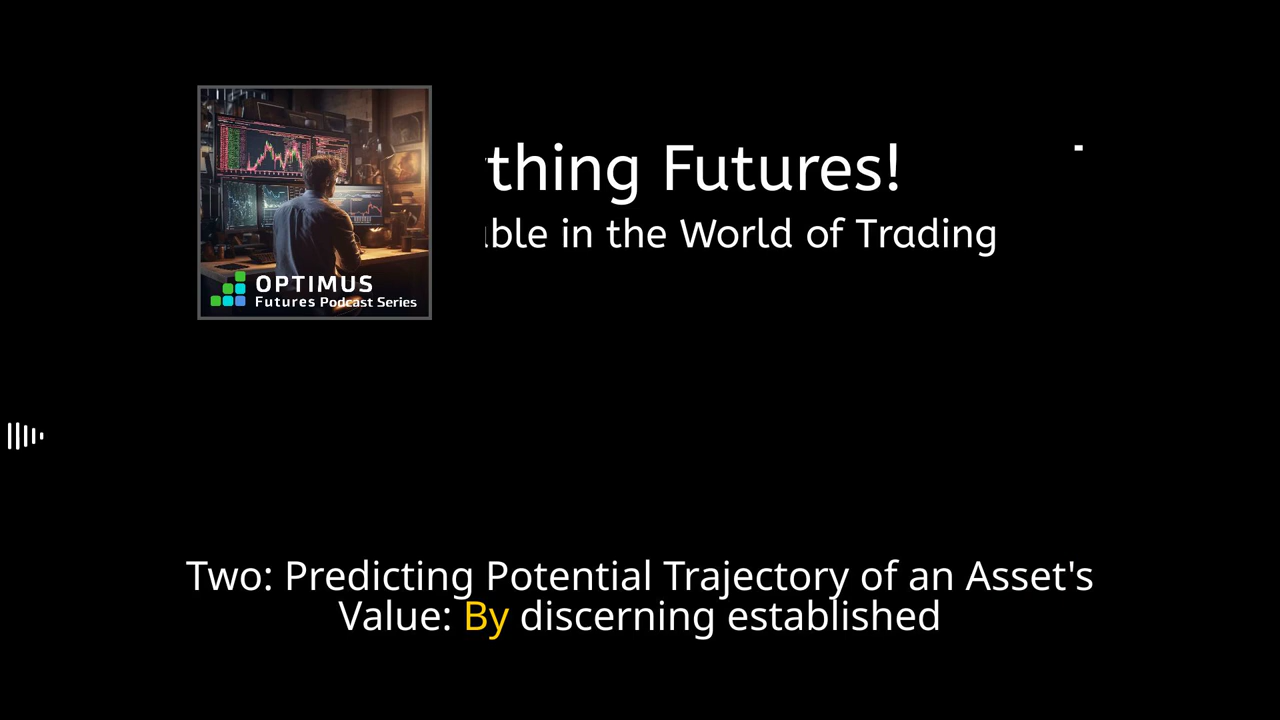 thing Futures!
ble in the World of Trading
OPTIMUS
Futures Podcast Series
Two: Predicting Potential Trajectory of an Asset's
Value: By discerning established